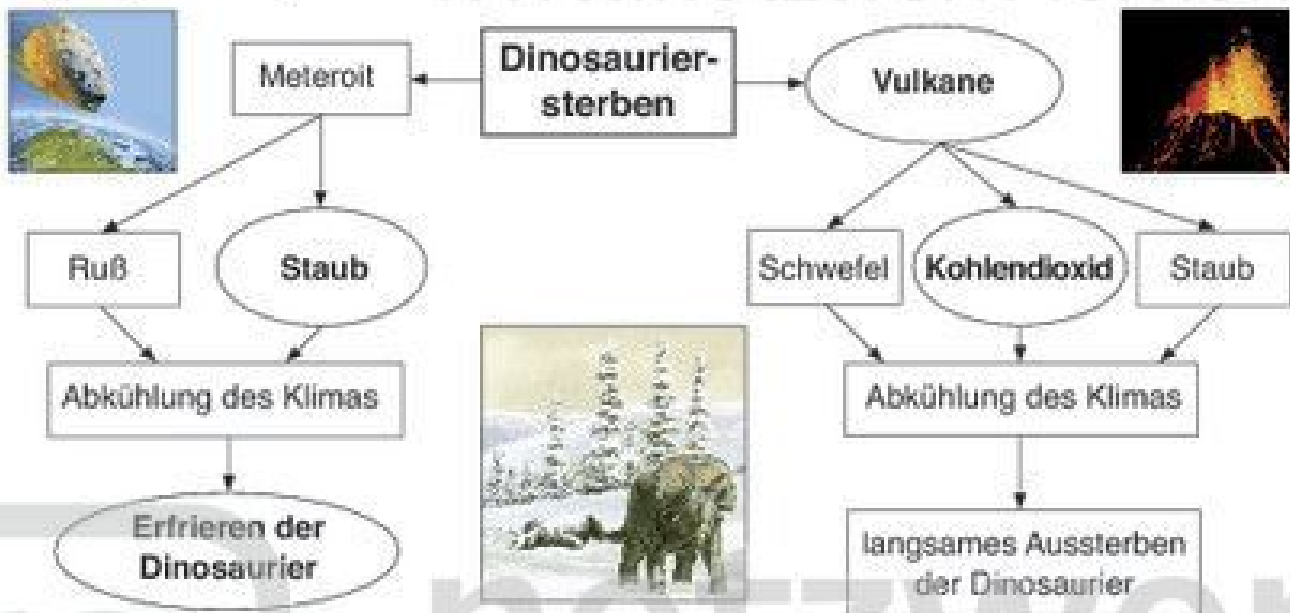 Meteroit
Dinosaurier-
sterben
Vulkane
Ruß
Staub
Schwefel
Kohlendioxid
Staub
Abkühlung des Klimas
Abkühlung des Klimas
Erfrieren der
Dinosaurier
langsames Aussterben
der Dinosaurier